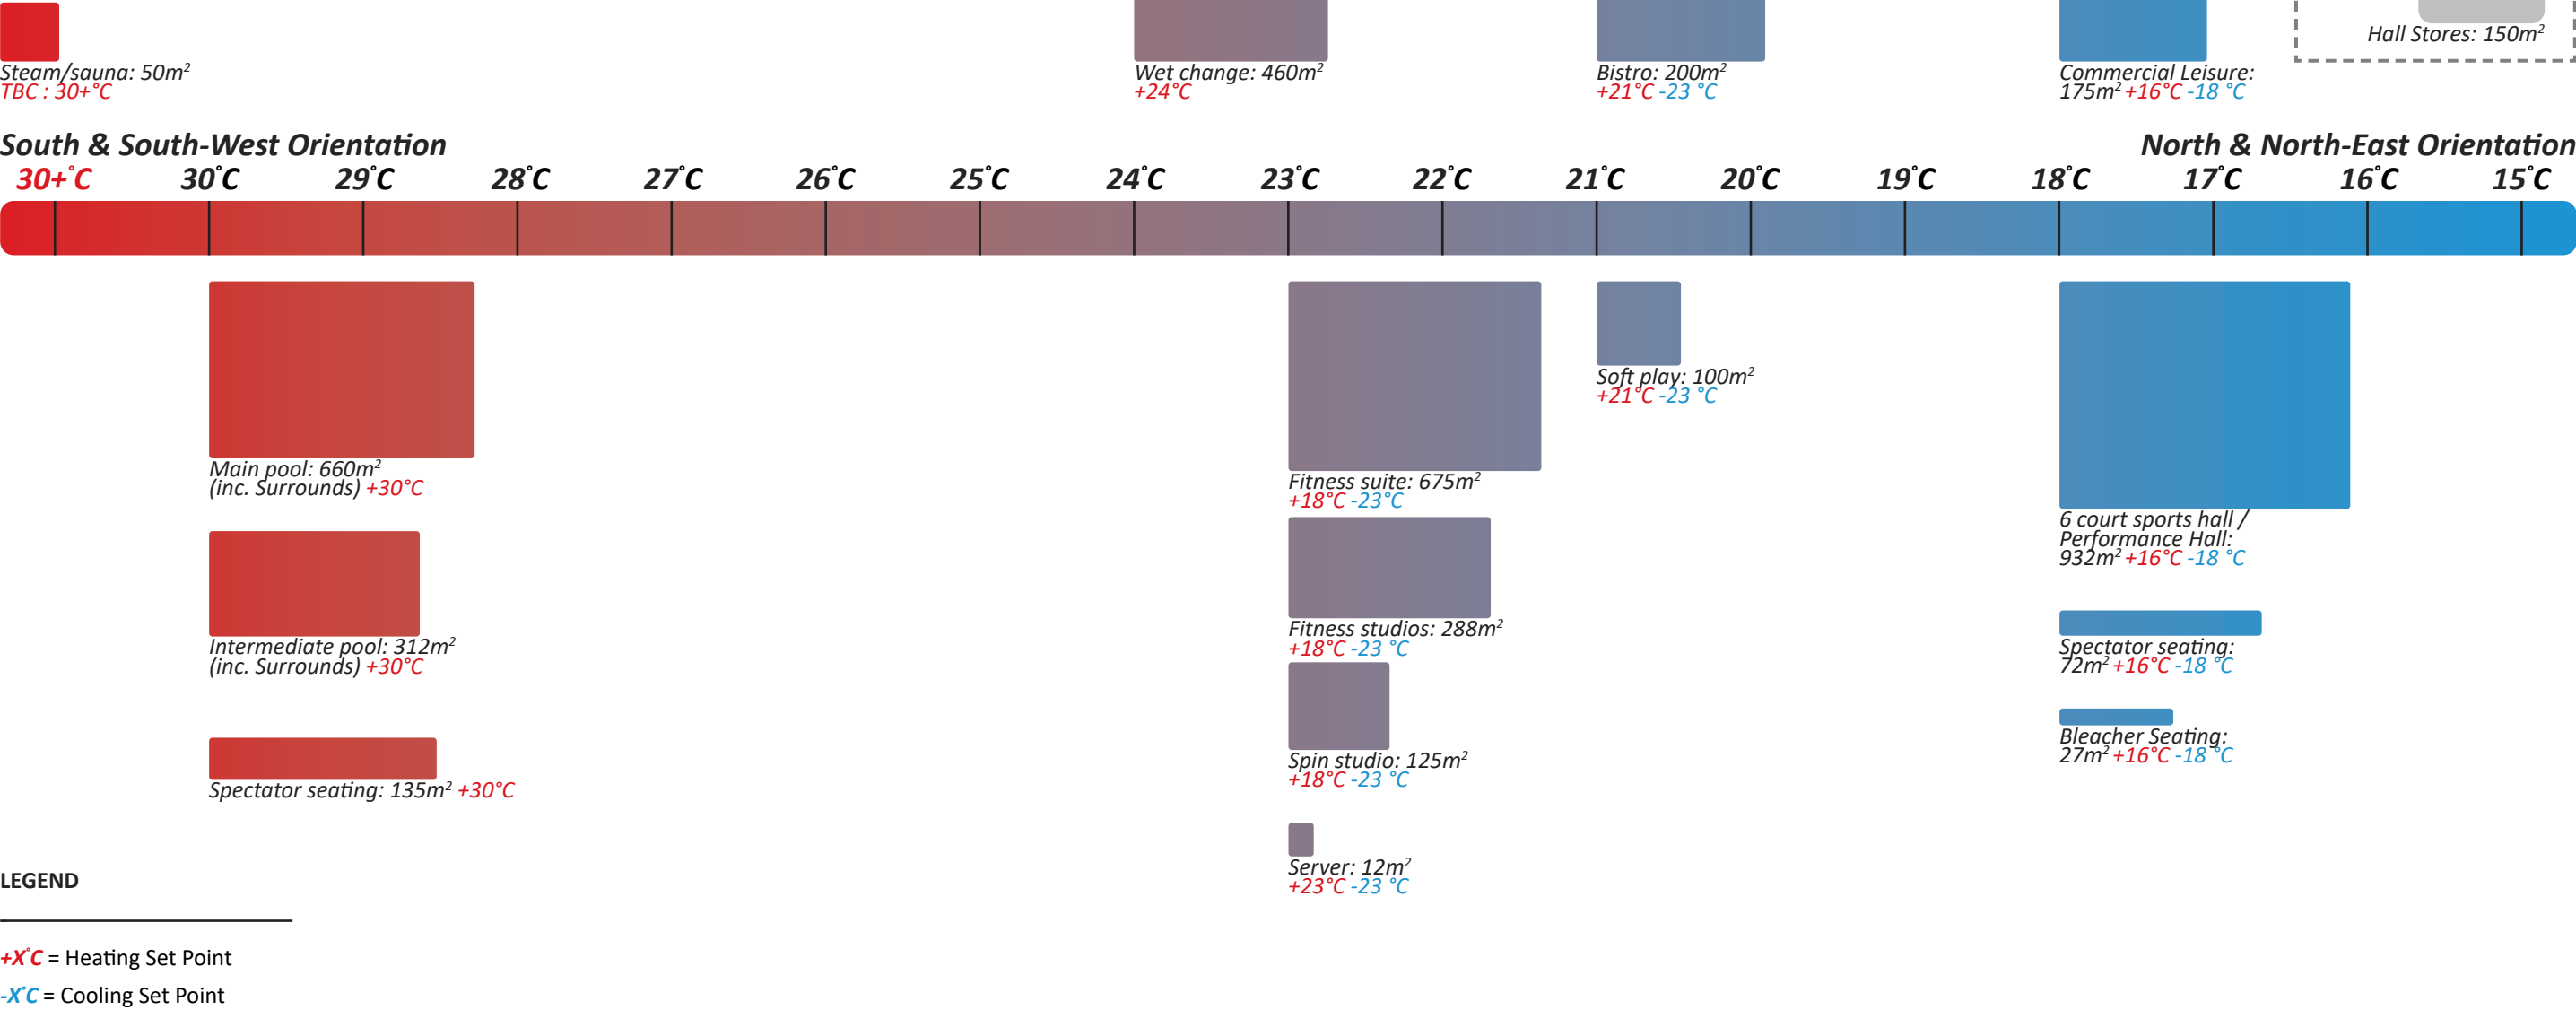 Hall Stores: 150m²
Steam/sauna: 50m²
TBC : 30+°C
Wet change: 460m²
+24°C
Bistro: 200m²
+21°C -23 °C
Commercial Leisure:
175m² +16°C -18 °C
South & South-West Orientation
North & North-East Orientation
30+°C 30°C 29°C 28°C 27°C 26°C 25°C 24°C 23°C 22°C 21°C 20°C 19°C 18°C 17°C 16°C 15°C
Main pool: 660m²
(inc. Surrounds) +30°C
Intermediate pool: 312m²
(inc. Surrounds) +30°C
Spectator seating: 135m² +30°C
Fitness suite: 675m²
+18°C -23°C
Fitness studios: 288m²
+18°C -23 °C
Spin studio: 125m²
+18°C -23 °C
Server: 12m²
+23°C -23 °C
Soft play: 100m²
+21°C -23 °C
6 court sports hall /
Performance Hall:
932m² +16°C -18 °C
Spectator seating:
72m² +16°C -18 °C
Bleacher Seating:
27m² +16°C -18 °C
LEGEND
+X°C = Heating Set Point
-X°C = Cooling Set Point